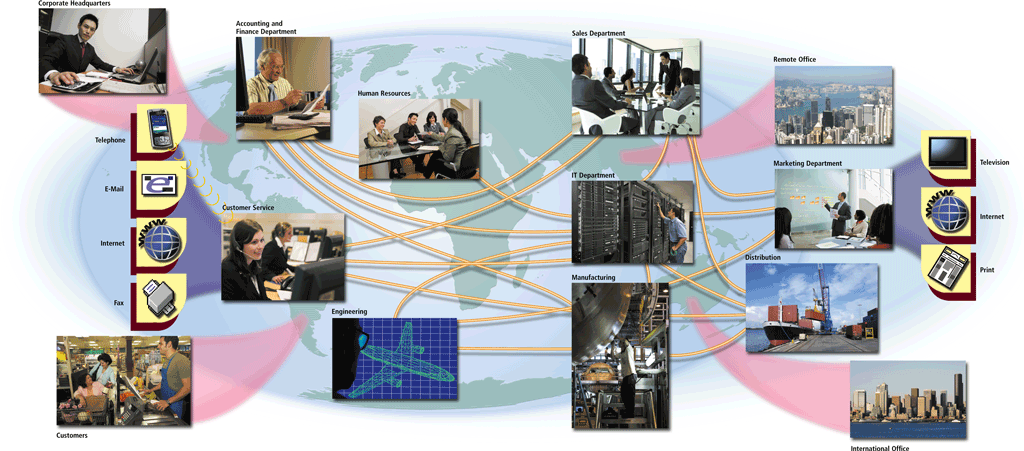 Corporate Headquarters
Accounting and
Finance Department
Sales Department
Remote Office
Human Resources
Telephone
E-Mail
Internet
Fax
Customer Service
IT Department
Marketing Department
Television
Internet
Print
Manufacturing
Distribution
Engineering
Customers
International Office